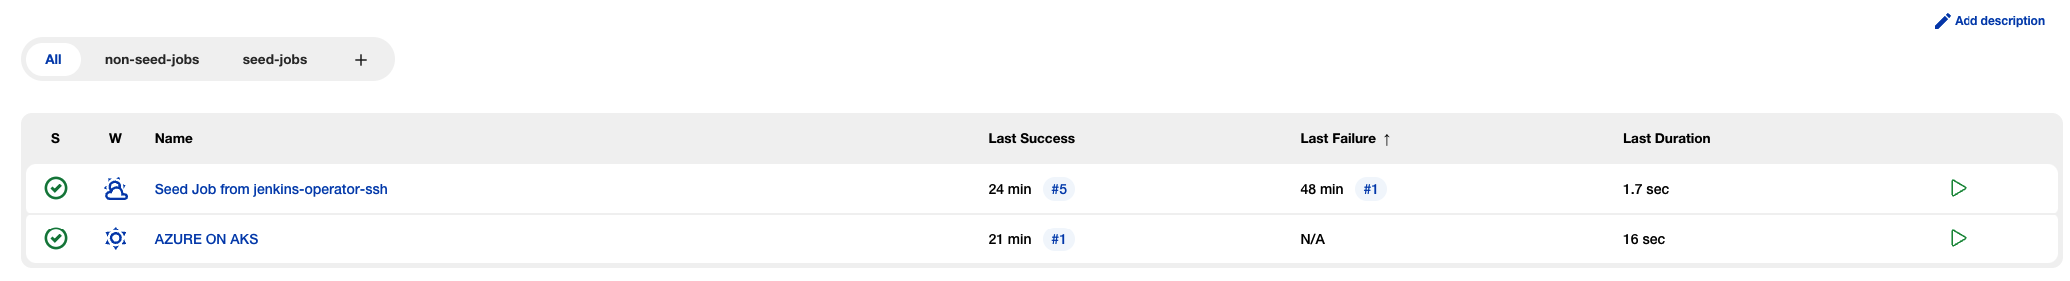 Add description
All non-seed-jobs seed-jobs +
S W Name Last Success Last Failure ↑ Last Duration
Seed Job from jenkins-operator-ssh 24 min #5 48 min #1 1.7 sec
AZURE ON AKS 21 min #1 N/A 16 sec